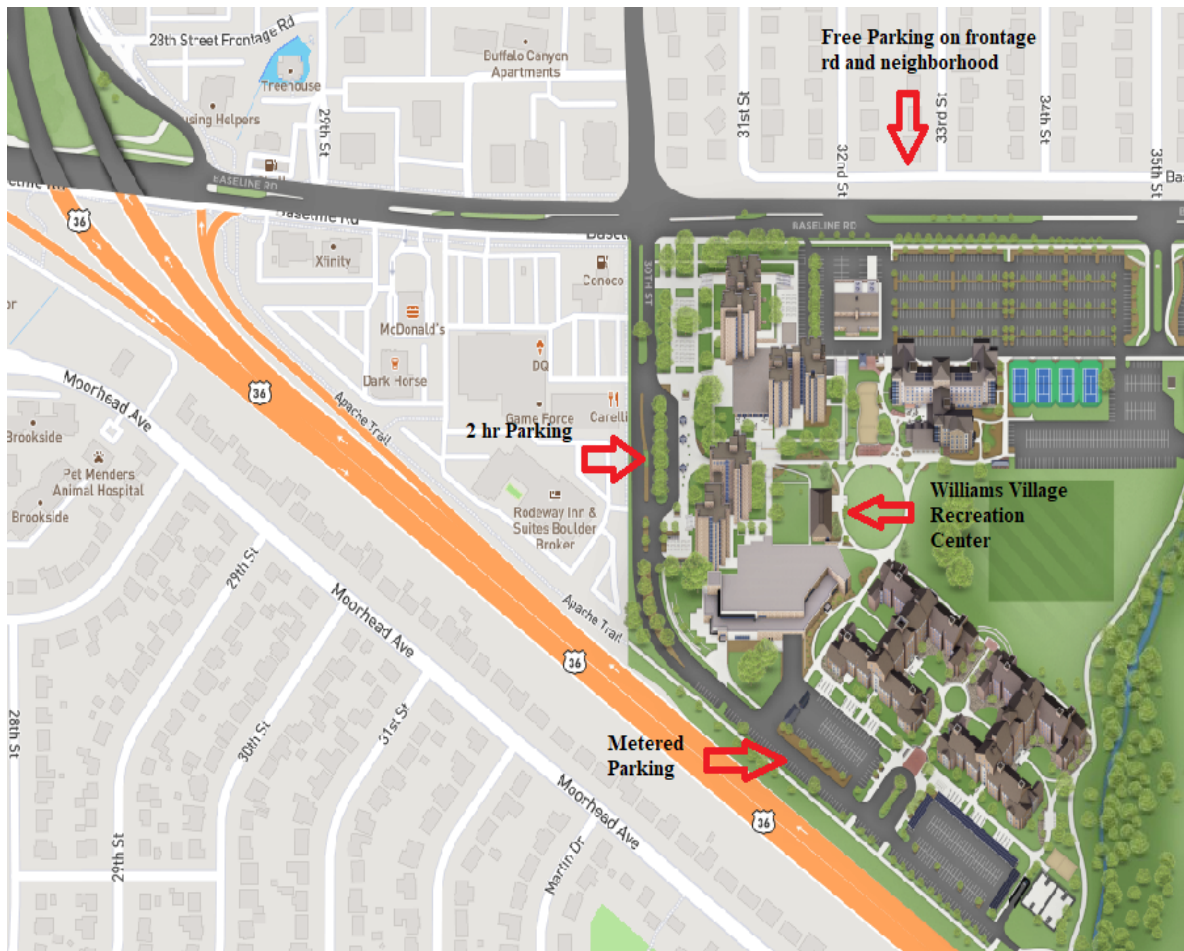 28th Street Frontage Rd
Treehouse
using Helpers
29th St
Buffalo Canyon
Apartments
Free Parking on frontage
rd and neighborhood
31st St
32nd St
33rd St
34th St
35th St
Bas
BASELINE RD
Baseline Rd
BASELINE RD
36
36
Xfinity
Conoco
30TH ST
McDonald's
DQ
Dark Horse
Game Force
Carelli
Moorhead Ave
Apache Trail
2 hr Parking
Brookside
Pet Menders
Animal Hospital
Brookside
Rodeway Inn &
Suites Boulder
Broker
Williams Village
Recreation
Center
29th St
Moorhead Ave
Apache Trail
36
28th St
30th St
31st St
Metered
Parking
Moorhead Ave
36
29th St
Martin Dr